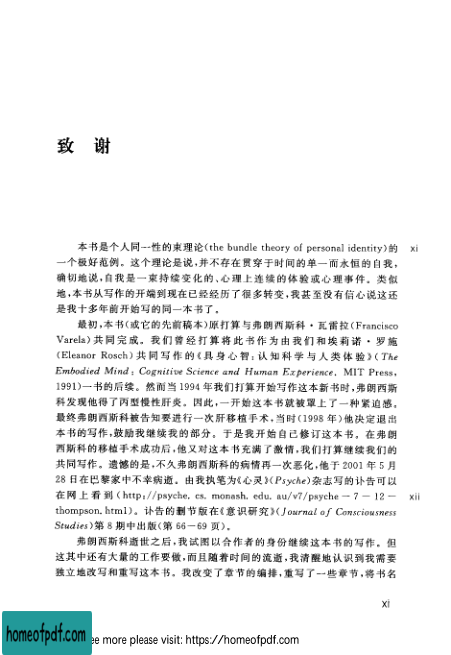 致 谢
本书是个人同一性的束理论(the bundle theory of personal identity)的 xi
一个极好范例。这个理论是说,并不存在贯穿于时间的单一而永恒的自我,
确切地说,自我是一束持续变化的、心理上连续的体验或心理事件。类似
地,本书从写作的开端到现在已经经历了很多转变,我甚至没有信心说这还
是我十多年前开始写的同一本书了。
最初,本书(或它的先前稿本)原打算与弗朗西斯科·瓦雷拉(Francisco
Varela)共同完成。我们曾经打算将此书作为由我们和埃莉诺·罗施
(Eleanor Rosch)共同写作的《具身心智:认知科学与人类体验》(The
Embodied Mind: Cognitive Science and Human Experience, MIT Press,
1991)一书的后续。然而当1994年我们打算开始写作这本新书时,弗朗西斯
科发现他得了丙型慢性肝炎。因此,一开始这本书就被罩上了一种紧迫感。
最终弗朗西斯科被告知要进行一次肝移植手术,当时(1998年)他决定退出
本书的写作,鼓励我继续我的部分。于是我开始自己修订这本书。在弗朗
西斯科的移植手术成功后,他又对这本书充满了激情,我们打算继续我们的
共同写作。遗憾的是,不久弗朗西斯科的病情再一次恶化,他于2001年5月
28日在巴黎家中不幸病逝。由我执笔为《心灵》(Psyche)杂志写的讣告可以
在网上看到(http://psyche. cs. monash. edu. au/v7/psyche－7－12－ xii
thompson. html)。讣告的删节版在《意识研究》(Journal of Consciousness
Studies)第8期中出版(第66－69页)。
弗朗西斯科逝世之后,我试图以合作者的身份继续这本书的写作。但
这其中还有大量的工作要做,而且随着时间的流逝,我清醒地认识到我需要
独立地改写和重写这本书。我改变了章节的编排,重写了一些章节,将书名
xi
homeofpdf.com
ee more please visit: https://homeofpdf.com